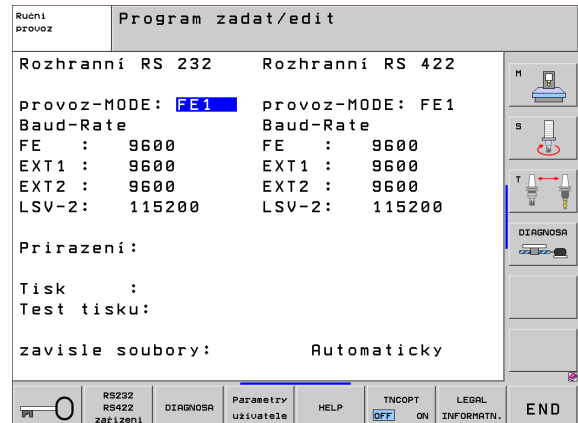 Ruèní
provoz
Program zadat/edit
Rozhranní RS 232 Rozhranní RS 422
provoz-MODE: FE1 provoz-MODE: FE1
Baud-Rate Baud-Rate
FE : 9600 FE : 9600
EXT1 : 9600 EXT1 : 9600
EXT2 : 9600 EXT2 : 9600
LSV-2: 115200 LSV-2: 115200
Prirazení:
Tisk :
Test tisku:
zavisle soubory: Automaticky
M
S
T
DIAGNOSA
RS232
RS422
zaøízeni
DIAGNOSA
Parametry
uživatele
HELP
TNCOPT
OFF ON
LEGAL
INFORMATN.
END